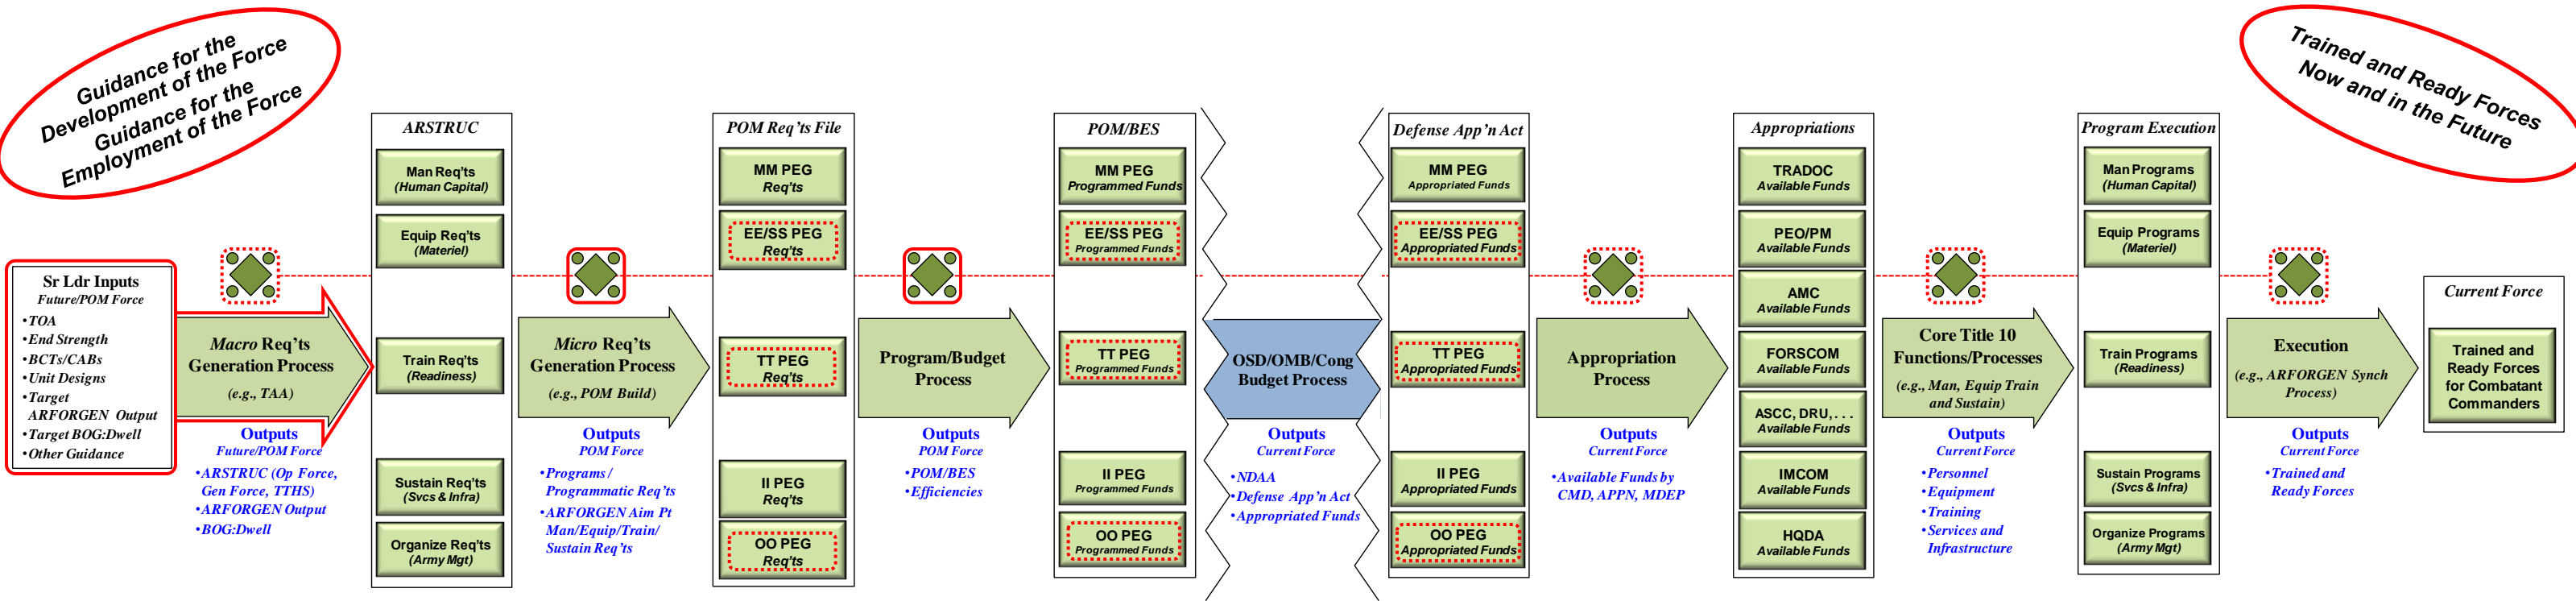 Guidance for the
Development of the Force
Guidance for the
Employment of the Force
Trained and Ready Forces
Now and in the Future
Sr Ldr Inputs
Future/POM Force
•TOA
•End Strength
•BCTs/CABs
•Unit Designs
•Target
ARFORGEN Output
•Target BOG:Dwell
•Other Guidance
Macro Req'ts
Generation Process
(e.g., TAA)
Outputs
Future/POM Force
•ARSTRUC (Op Force,
Gen Force, TTHS)
•ARFORGEN Output
•BOG:Dwell
ARSTRUC
Man Req'ts
(Human Capital)
Equip Req'ts
(Materiel)
Train Req'ts
(Readiness)
Sustain Req'ts
(Svcs & Infra)
Organize Req'ts
(Army Mgt)
Micro Req'ts
Generation Process
(e.g., POM Build)
Outputs
POM Force
•Programs /
Programmatic Req'ts
•ARFORGEN Aim Pt
Man/Equip/Train/
Sustain Req'ts
POM Req'ts File
MM PEG
Req'ts
EE/SS PEG
Req'ts
TT PEG
Req'ts
II PEG
Req'ts
OO PEG
Req'ts
Program/Budget
Process
Outputs
POM Force
•POM/BES
•Efficiencies
POM/BES
MM PEG
Programmed Funds
EE/SS PEG
Programmed Funds
TT PEG
Programmed Funds
II PEG
Programmed Funds
OO PEG
Programmed Funds
OSD/OMB/Cong
Budget Process
Outputs
Current Force
•NDAA
•Defense App'n Act
•Appropriated Funds
Defense App'n Act
MM PEG
Appropriated Funds
EE/SS PEG
Appropriated Funds
TT PEG
Appropriated Funds
II PEG
Appropriated Funds
OO PEG
Appropriated Funds
Appropriation
Process
Outputs
Current Force
•Available Funds by
CMD, APPN, MDEP
Appropriations
TRADOC
Available Funds
PEO/PM
Available Funds
AMC
Available Funds
FORSCOM
Available Funds
ASCC, DRU, . . .
Available Funds
IMCOM
Available Funds
HQDA
Available Funds
Core Title 10
Functions/Processes
(e.g., Man, Equip Train
and Sustain)
Outputs
Current Force
•Personnel
•Equipment
•Training
•Services and
Infrastructure
Program Execution
Man Programs
(Human Capital)
Equip Programs
(Materiel)
Train Programs
(Readiness)
Sustain Programs
(Svcs & Infra)
Organize Programs
(Army Mgt)
Execution
(e.g., ARFORGEN Synch
Process)
Outputs
Current Force
•Trained and
Ready Forces
Current Force
Trained and
Ready Forces
for Combatant
Commanders